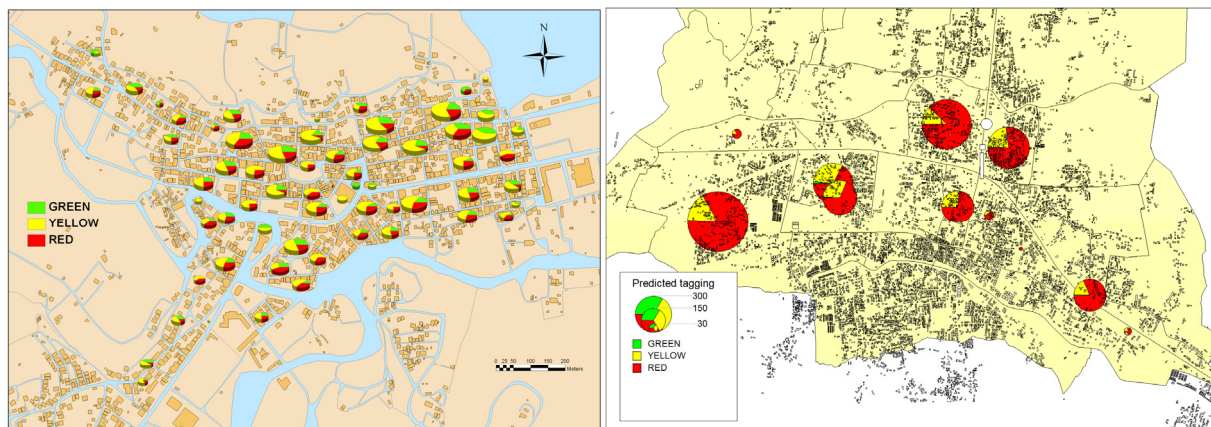 N
GREEN
YELLOW
RED
0 25 50 100 150 200
Meters
Predicted tagging
300
150
30
GREEN
YELLOW
RED